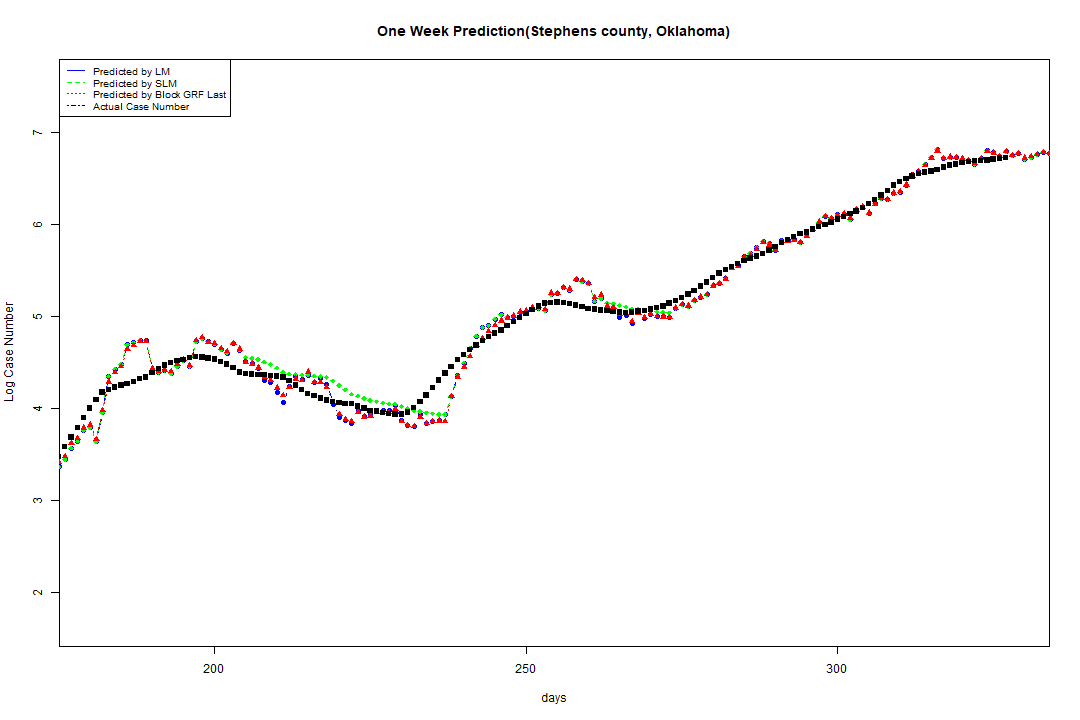 One Week Prediction(Stephens county, Oklahoma)
Predicted by LM
Predicted by SLM
Predicted by Block GRF Last
Actual Case Number
7
6
5
4
3
2
Log Case Number
200 250 300
days